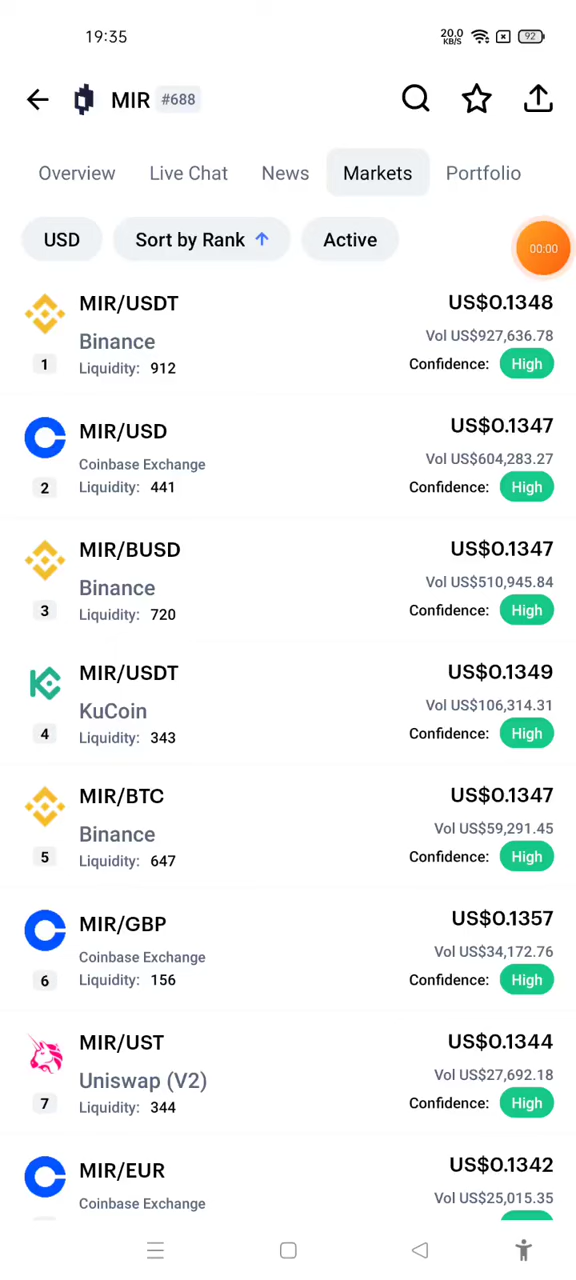 19:35
20.0
KB/S
92
MIR #688
Overview Live Chat News Markets Portfolio
USD Sort by Rank Active
00:00
MIR/USDT US$0.1348
Binance Vol US$927,636.78
1 Liquidity: 912 Confidence: High
MIR/USD US$0.1347
Coinbase Exchange Vol US$604,283.27
2 Liquidity: 441 Confidence: High
MIR/BUSD US$0.1347
Binance Vol US$510,945.84
3 Liquidity: 720 Confidence: High
MIR/USDT US$0.1349
KuCoin Vol US$106,314.31
4 Liquidity: 343 Confidence: High
MIR/BTC US$0.1347
Binance Vol US$59,291.45
5 Liquidity: 647 Confidence: High
MIR/GBP US$0.1357
Coinbase Exchange Vol US$34,172.76
6 Liquidity: 156 Confidence: High
MIR/UST US$0.1344
Uniswap (V2) Vol US$27,692.18
7 Liquidity: 344 Confidence: High
MIR/EUR US$0.1342
Coinbase Exchange Vol US$25,015.35